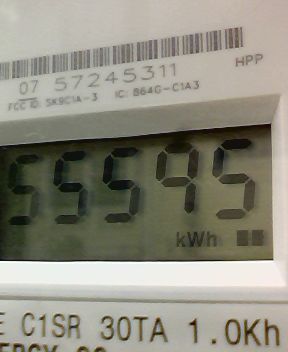 07 57245311 HPP
FCC ID: SK9C1A-3 IC: 864G-C1A3
55595
kWh
E C1SR 30TA 1.0Kh